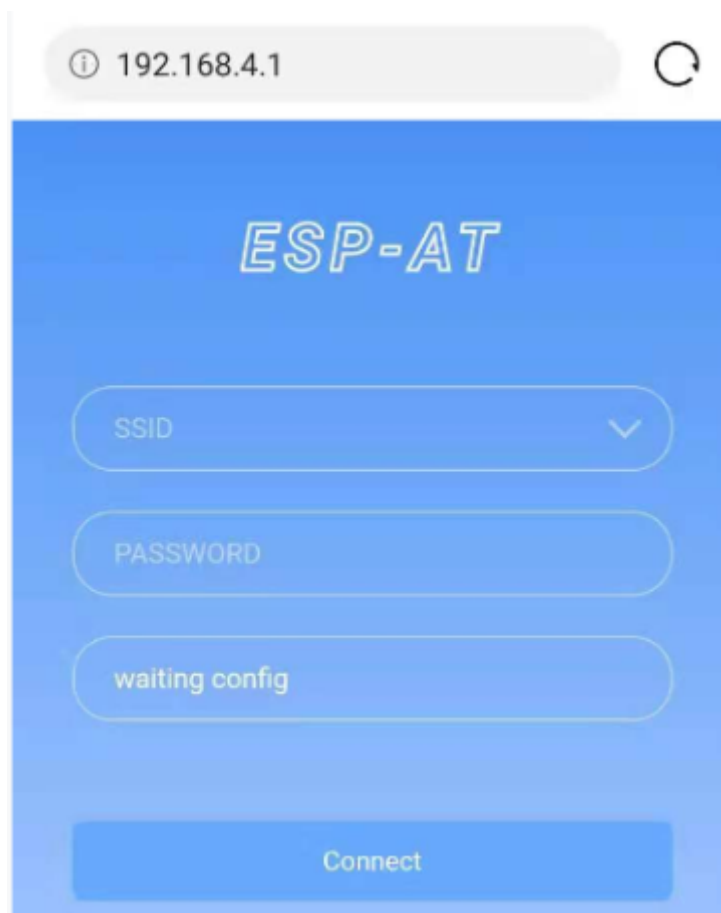 192.168.4.1
ESP-AT
SSID
PASSWORD
waiting config
Connect